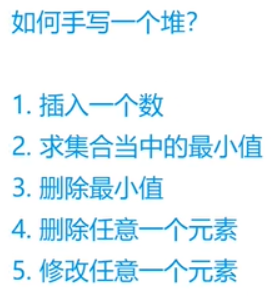 如何手写一个堆?
1. 插入一个数
2. 求集合当中的最小值
3. 删除最小值
4. 删除任意一个元素
5. 修改任意一个元素